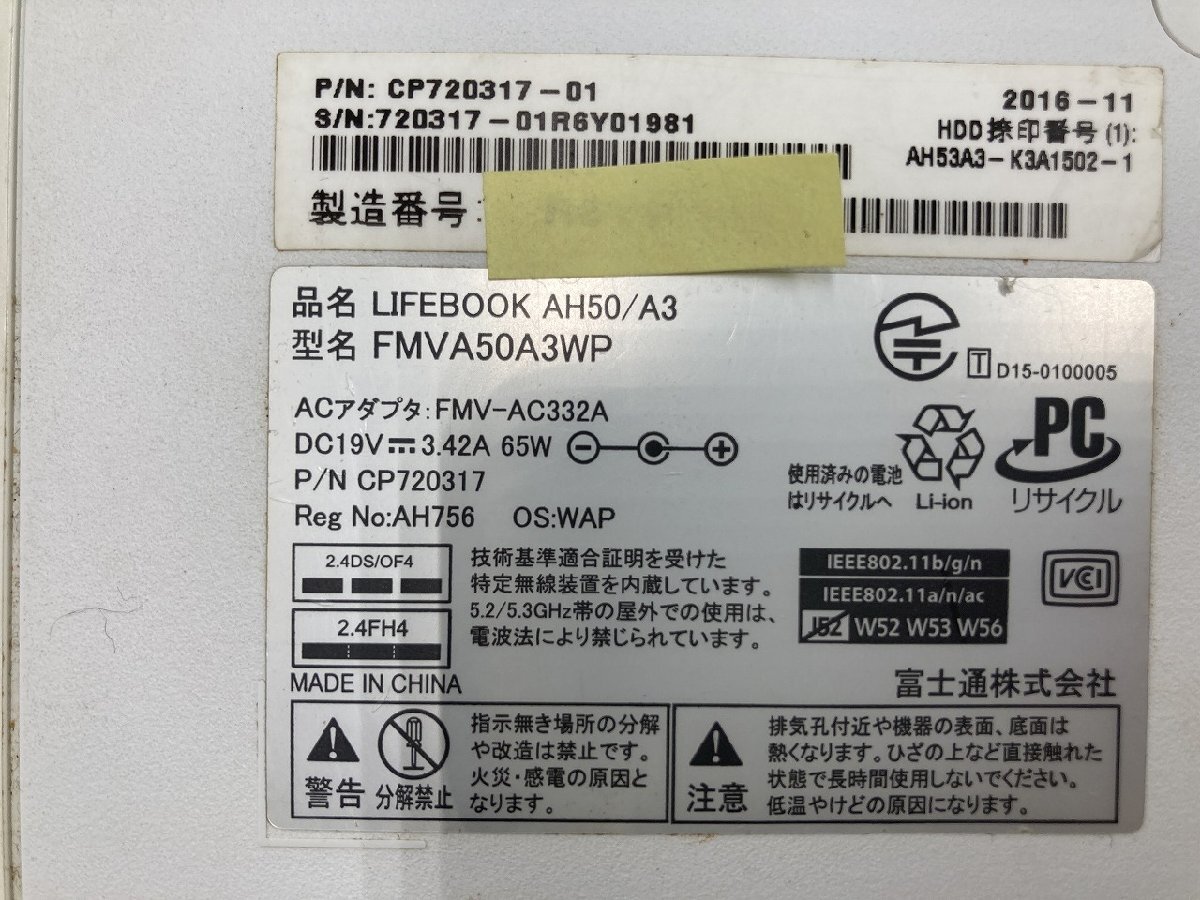 P/N: CP720317-01
S/N:720317-01R6Y01981
2016-11
HDD捺印番号(1):
AH53A3-K3A1502-1
製造番号:
品名 LIFEBOOK AH50/A3
型名 FMVA50A3WP
T D15-0100005
ACアダプタ:FMV-AC332A
DC19V 3.42A 65W
P/N CP720317
Reg No:AH756 OS:WAP
使用済みの電池
はリサイクルへ
Li-ion
PC
リサイクル
2.4DS/OF4
2.4FH4
技術基準適合証明を受けた
特定無線装置を内蔵しています。
5.2/5.3GHz帯の屋外での使用は、
電波法により禁じられています。
IEEE802.11b/g/n
IEEE802.11a/n/ac
J52 W52 W53 W56
VCCI
MADE IN CHINA
富士通株式会社
警告
分解禁止
指示無き場所の分解
や改造は禁止です。
火災・感電の原因と
なります。
注意
排気孔付近や機器の表面、底面は
熱くなります。ひざの上など直接触れた
状態で長時間使用しないでください。
低温やけどの原因になります。